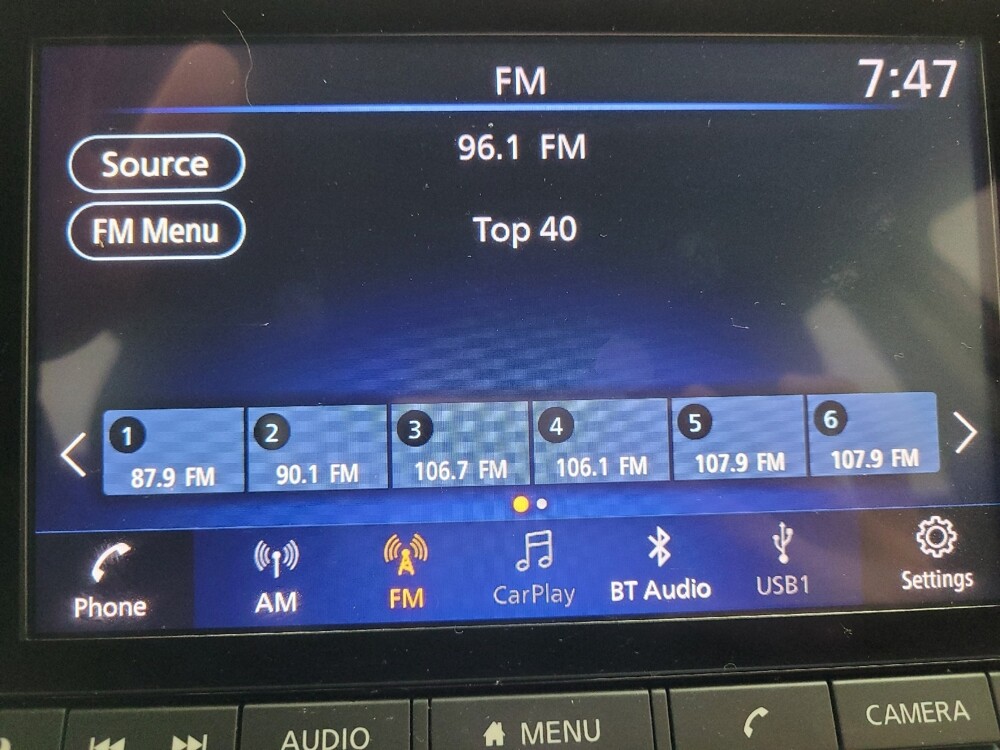 FM
7:47
96.1 FM
Source
FM Menu
Top 40
1
2
3
4
5
6
87.9 FM
90.1 FM
106.7 FM
106.1 FM
107.9 FM
107.9 FM
Phone
AM
FM
CarPlay
BT Audio
USB1
Settings
AUDIO
MENU
CAMERA